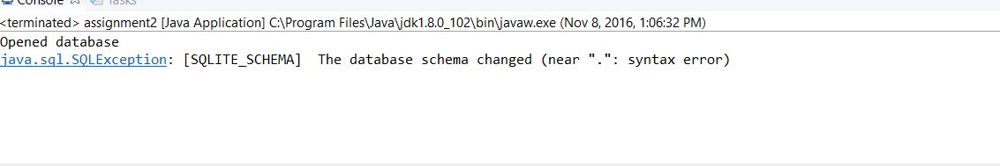 Console Tasks
<terminated> assignment2 [Java Application] C:\Program Files\Java\jdk1.8.0_102\bin\javaw.exe (Nov 8, 2016, 1:06:32 PM)
Opened database
java.sql.SQLException: [SQLITE_SCHEMA]  The database schema changed (near ".": syntax error)